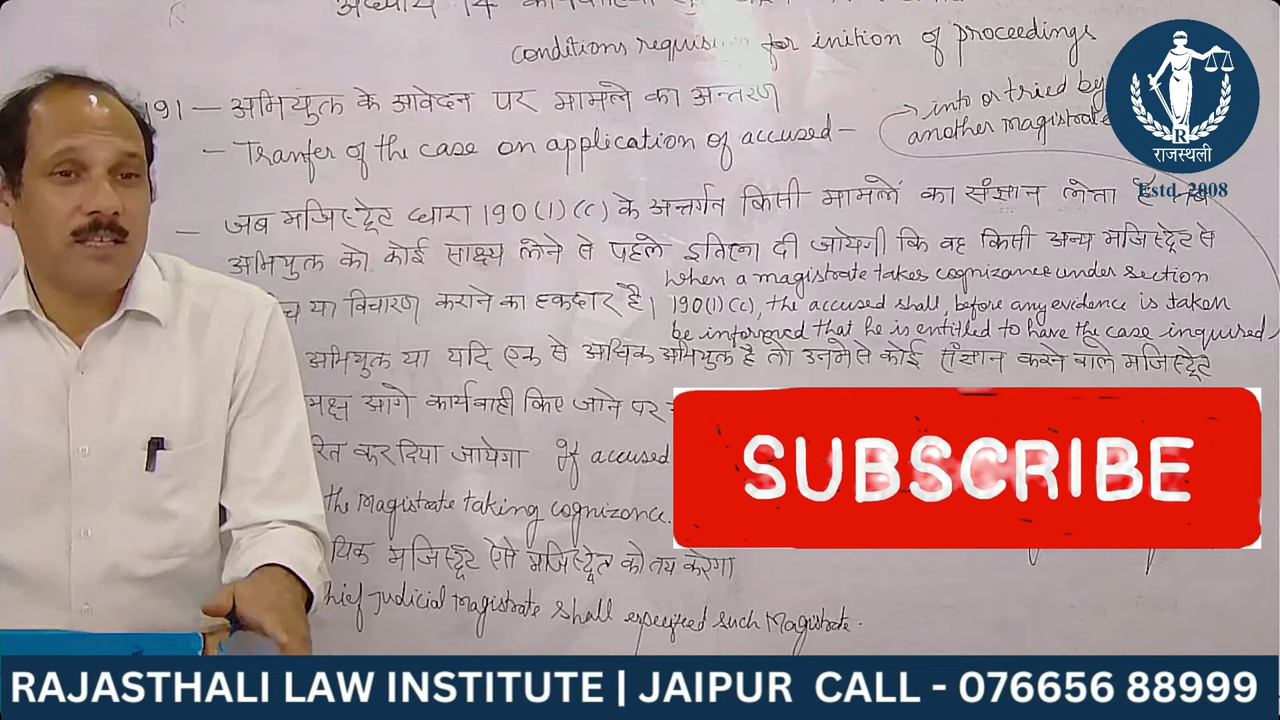 अध्याय 14
conditions for inition of proceedings
191 - अभियुक्त के आवेदन पर मामले का अन्तरण
- Tranfer of the case on application of accused -
→ into or tried by
another magistrate
राजस्थली
Estd. 2008
- जब मजिस्ट्रेट द्वारा 190(1)(c) के अन्तर्गत किसी मामले का संज्ञान लेता है
अभियुक्त को कोई साक्ष्य लेने से पहले इतिला दी जायेगी कि वह किसी अन्य मजिस्ट्रेट से
या विचारण कराने का हकदार है।
When a magistrate takes cognizance under section
190(1)(c), the accused shall, before any evidence is taken
be informed that he is entitled to have the case inquired
अभियुक्त या यदि एक से अधिक अभियुक्त है तो उनमेसे कोई संज्ञान करने वाले मजिस्ट्रेट
आगे कार्यवाही किए जाने पर
कर दिया जायेगा If accused
the Magistrate taking cognizance.
SUBSCRIBE
मजिस्ट्रेट ऐसे मजिस्ट्रेट को तय करेगा
Judicial Magistrate shall such Magistrate.
RAJASTHALI LAW INSTITUTE | JAIPUR CALL - 076656 88999